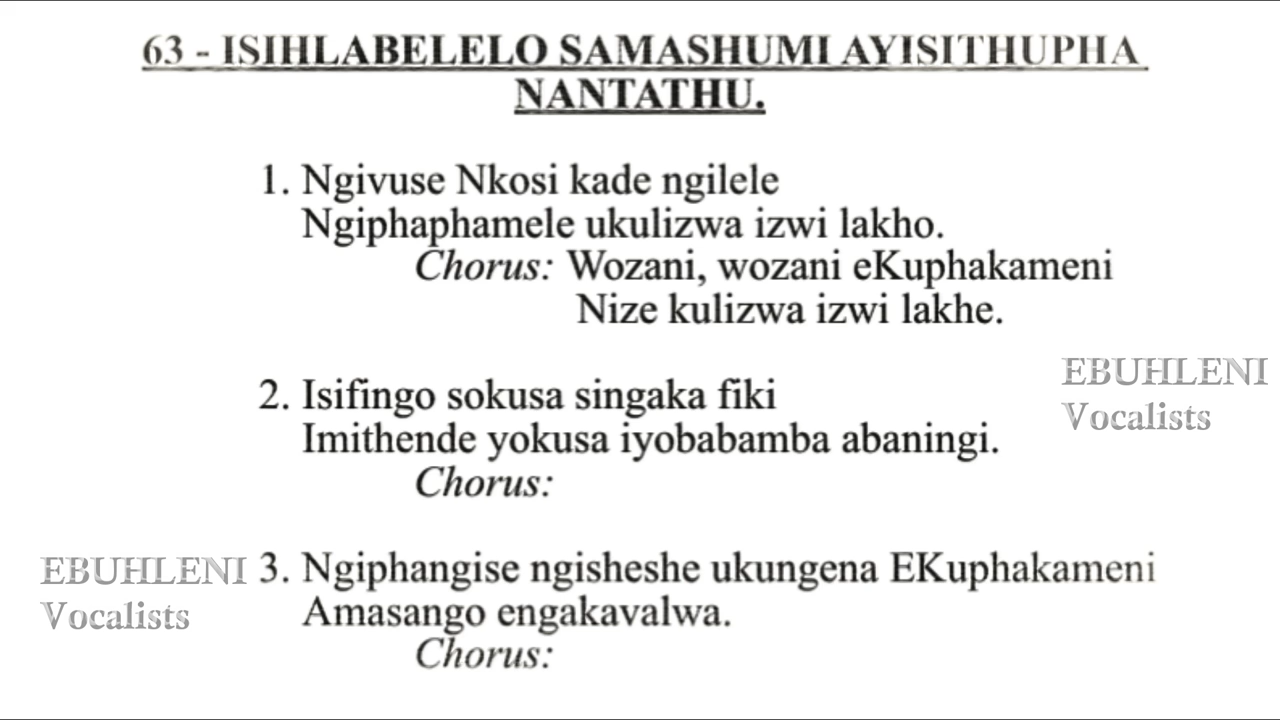 63 - ISIHLABELELO SAMASHUMI AYISITHUPHA
NANTATHU.
1. Ngivuse Nkosi kade ngilele
Ngiphaphamele ukulizwa izwi lakho.
Chorus: Wozani, wozani eKuphakameni
Nize kulizwa izwi lakhe.
2. Isifingo sokusa singaka fiki
Imithende yokusa iyobabamba abaningi.
Chorus:
3. Ngiphangise ngisheshe ukungena EKuphakameni
Amasango engakavalwa.
Chorus:
EBUHLENI
Vocalists
EBUHLENI
Vocalists